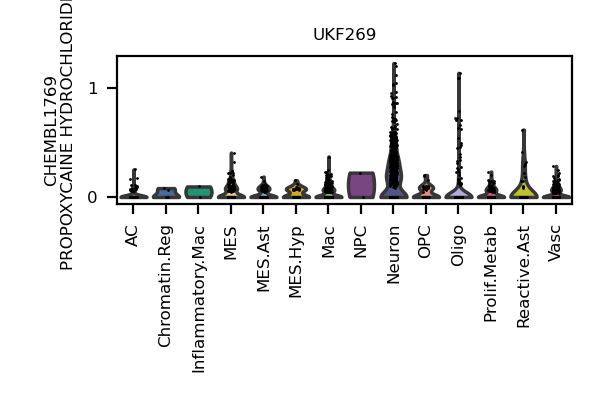 UKF269
CHEMBL1769
PROPOXYCAINE HYDROCHLORID
1
0
AC
Chromatin.Reg
Inflammatory.Mac
MES
MES.Ast
MES.Hyp
Mac
NPC
Neuron
OPC
Oligo
Prolif.Metab
Reactive.Ast
Vasc